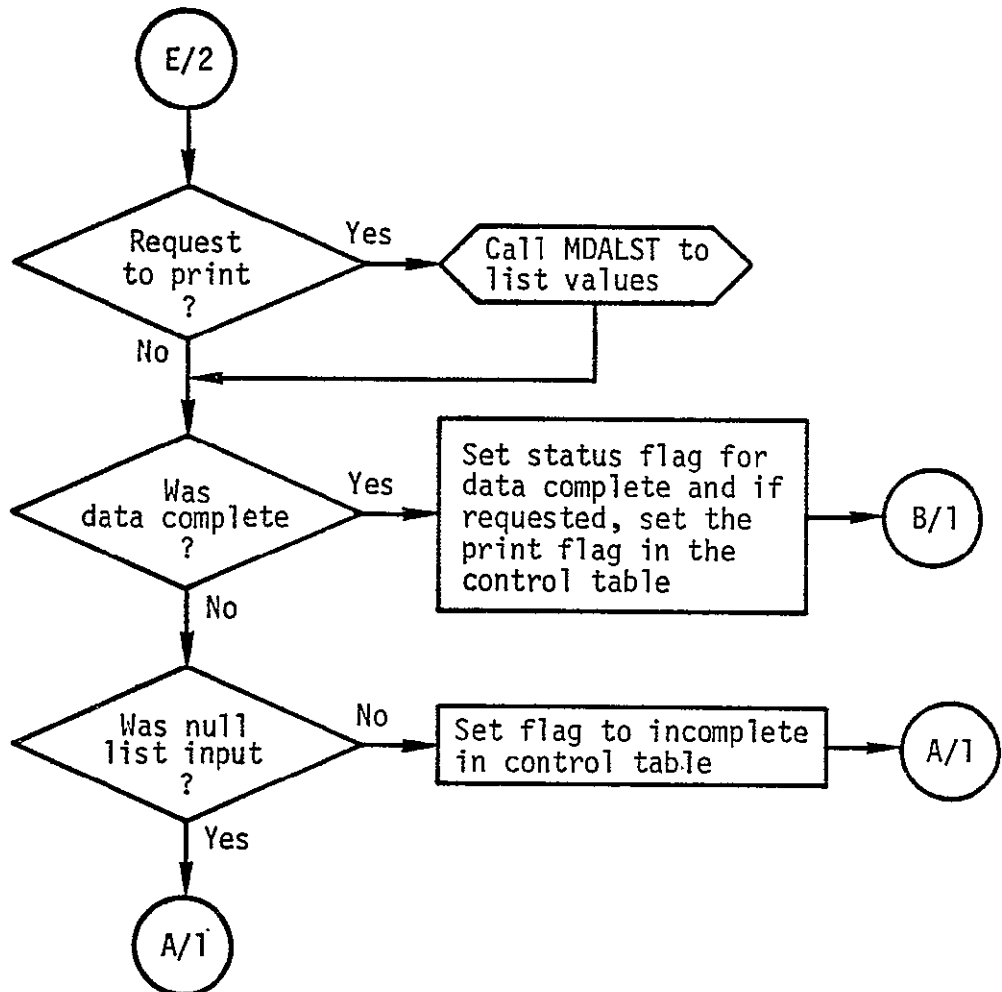 E/2
Request
to print
?
Yes
Call MDALST to
list values
No
Was
data complete
?
Yes
Set status flag for
data complete and if
requested, set the
print flag in the
control table
B/1
No
Was null
list input
?
No
Set flag to incomplete
in control table
A/1
Yes
A/1